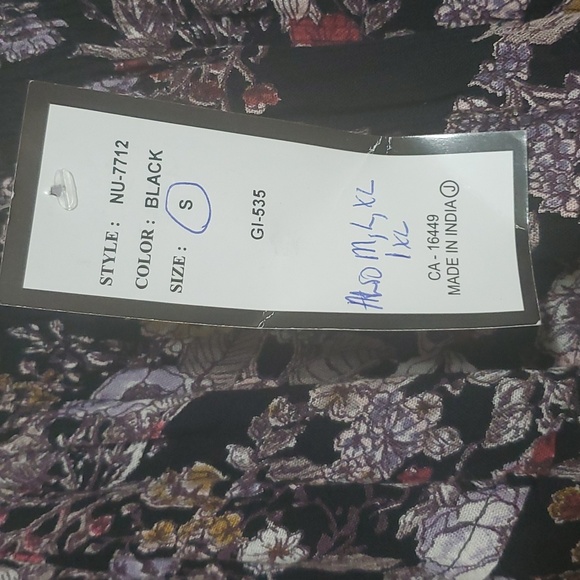 STYLE : NU-7712
COLOR : BLACK
SIZE : S
GI-535
Also M, L, XL
1XL
CA - 16449
MADE IN INDIA J